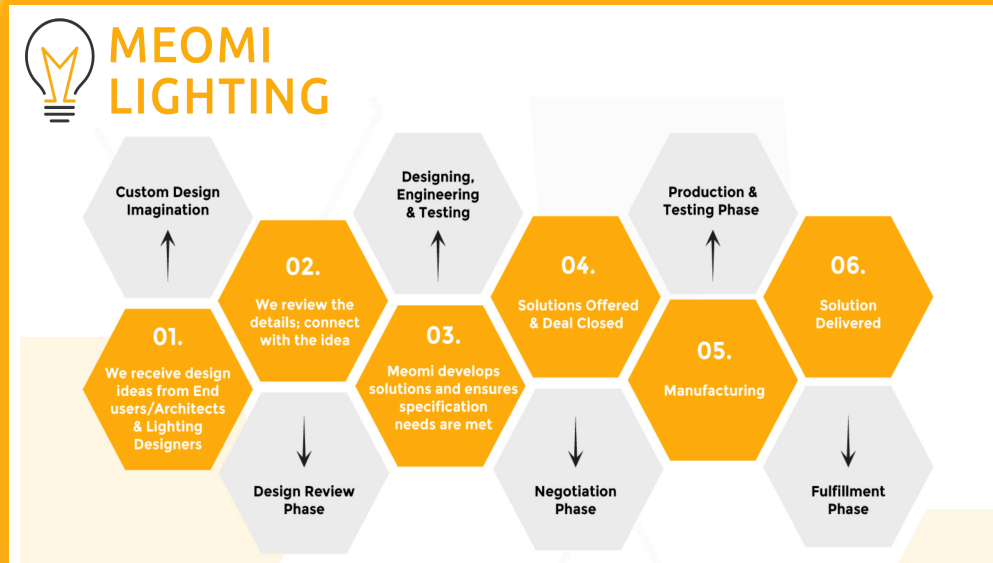 MEOMI
LIGHTING
Custom Design
Imagination
01.
We receive design
ideas from End
users/Architects
& Lighting
Designers
02.
We review the
details; connect
with the idea
Design Review
Phase
Designing,
Engineering
& Testing
03.
Meomi develops
solutions and ensures
specification
needs are met
04.
Solutions Offered
& Deal Closed
Negotiation
Phase
Production &
Testing Phase
05.
Manufacturing
06.
Solution
Delivered
Fulfillment
Phase